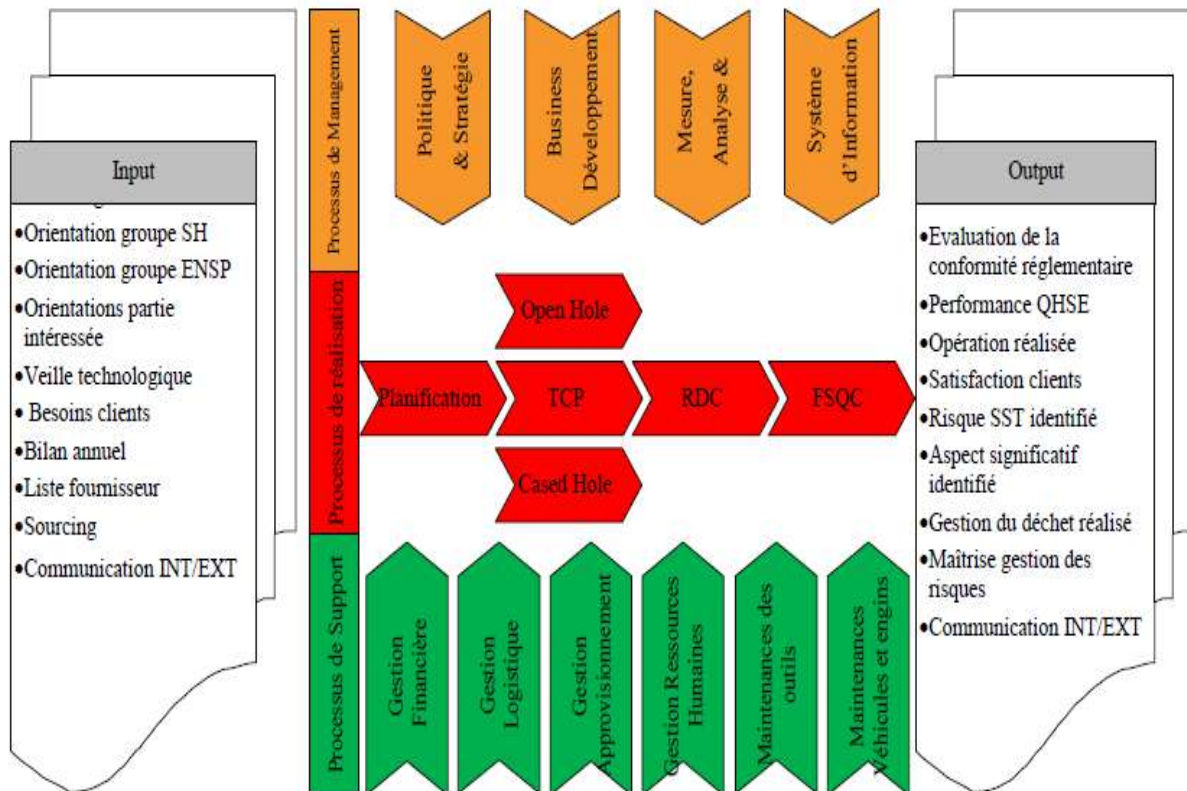 Input
•Orientation groupe SH
•Orientation groupe ENSP
•Orientations partie
intéressée
•Veille technologique
• Besoins clients
•Bilan annuel
•Liste fournisseur
•Sourcing
•Communication INT/EXT
Processus de Management
Politique
& Stratégie
Business
Développement
Mesure,
Analyse &
Système
d’Information
Processus de réalisation
Open Hole
Planification
TCP
RDC
FSQC
Cased Hole
Processus de Support
Gestion
Financière
Gestion
Logistique
Gestion
Approvisionnement
Gestion Ressources
Humaines
Maintenances des
outils
Maintenances
Véhicules et engins
Output
•Evaluation de la
conformité réglementaire
•Performance QHSE
•Opération réalisée
•Satisfaction clients
•Risque SST identifié
•Aspect significatif
identifié
•Gestion du déchet réalisé
•Maîtrise gestion des
risques
•Communication INT/EXT